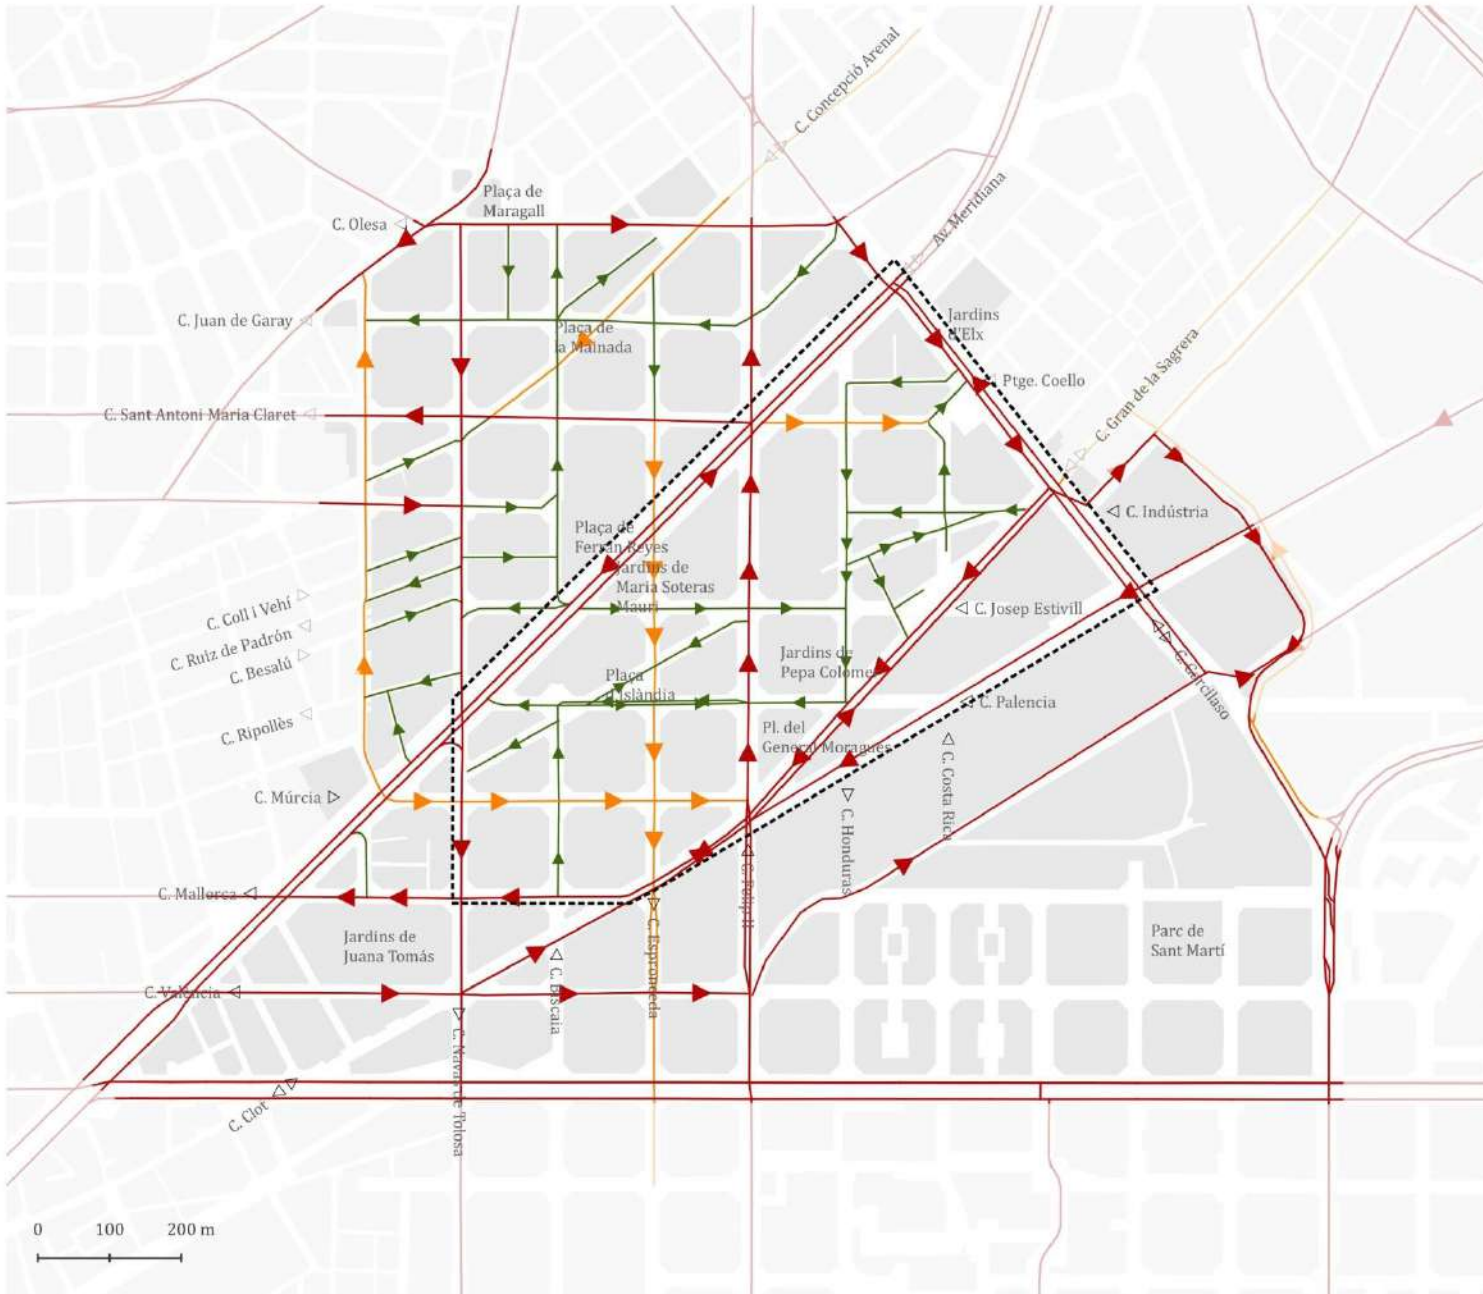 C. Concepció Arenal
Plaça de
Maragall
C. Olesa
Av. Meridiana
C. Juan de Garay
Jardins
d'Elx
Plaça de
la Mainada
C. Gran de la Sagrera
Ptge. Coello
C. Sant Antoni Maria Claret
C. Indústria
Plaça de
Ferran Reyes
Jardins de
Maria Soteras
Mauri
C. Coll i Vehí
C. Josep Estivill
C. Ruiz de Padrón
C. Besalú
Jardins de
Pepa Colomer
C. Garcilaso
Plaça
d'Islàndia
C. Palencia
C. Ripollès
Pl. del
General Moragues
C. Costa Rica
C. Múrcia
C. Honduras
C. Mallorca
C. Felip II
Jardins de
Juana Tomás
C. Espronceda
Parc de
Sant Martí
C. Biscaia
C. València
C. Navas de Tolosa
C. Clot
0 100 200 m